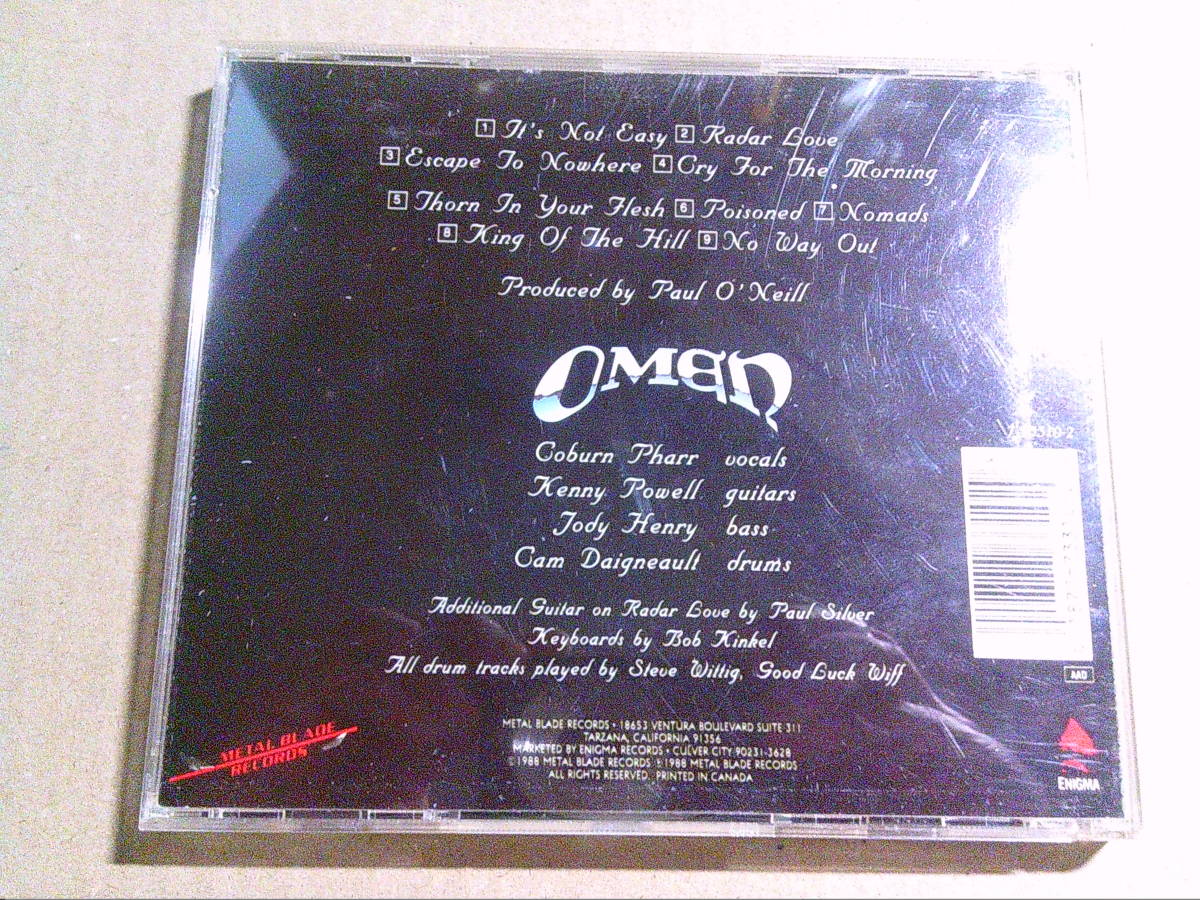 1 It's Not Easy 2 Radar Love
3 Escape To Nowhere 4 Cry For The Morning
5 Thorn In Your Flesh 6 Poisoned 7 Nomads
8 King Of The Hill 9 No Way Out
Produced by Paul O'Neill
OMEN
Coburn Pharr vocals
Kenny Powell guitars
Jody Henry bass
Cam Daigneault drums
Additional Guitar on Radar Love by Paul Silver
Keyboards by Bob Kinkel
All drum tracks played by Steve Wittig, Good Luck Wiff
AAD
METAL BLADE RECORDS • 18653 VENTURA BOULEVARD SUITE 311
TARZANA, CALIFORNIA 91356
MARKETED BY ENIGMA RECORDS • CULVER CITY 90231-3628
©1988 METAL BLADE RECORDS ℗1988 METAL BLADE RECORDS
ALL RIGHTS RESERVED. PRINTED IN CANADA
METAL BLADE
RECORDS
ENIGMA